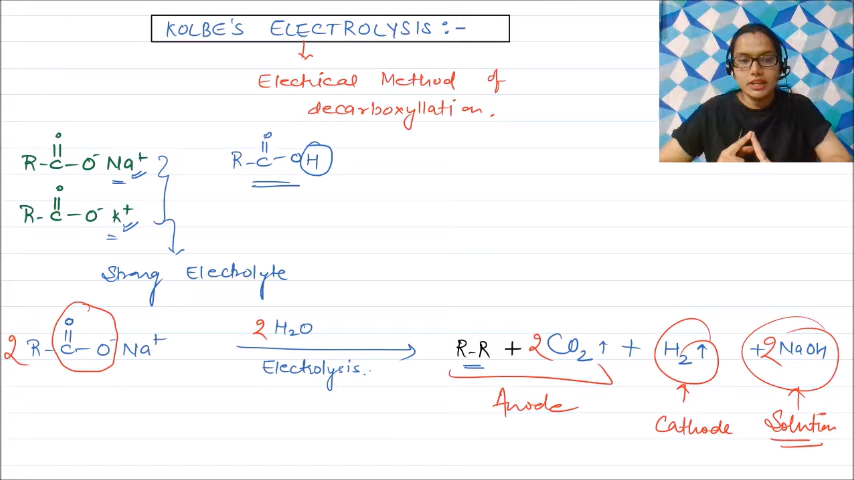 KOLBE'S ELECTROLYSIS :-
Electrical Method of
decarboxyllation.
R-C-O⁻ Na⁺
O
R-C-O⁻ K⁺
O
R-C-OH
O
Strong Electrolyte
2 R-C-O⁻ Na⁺
O
2 H₂O
Electrolysis..
R-R + 2CO₂ ↑ + H₂ ↑ + 2NaOH
Anode
Cathode
Solution